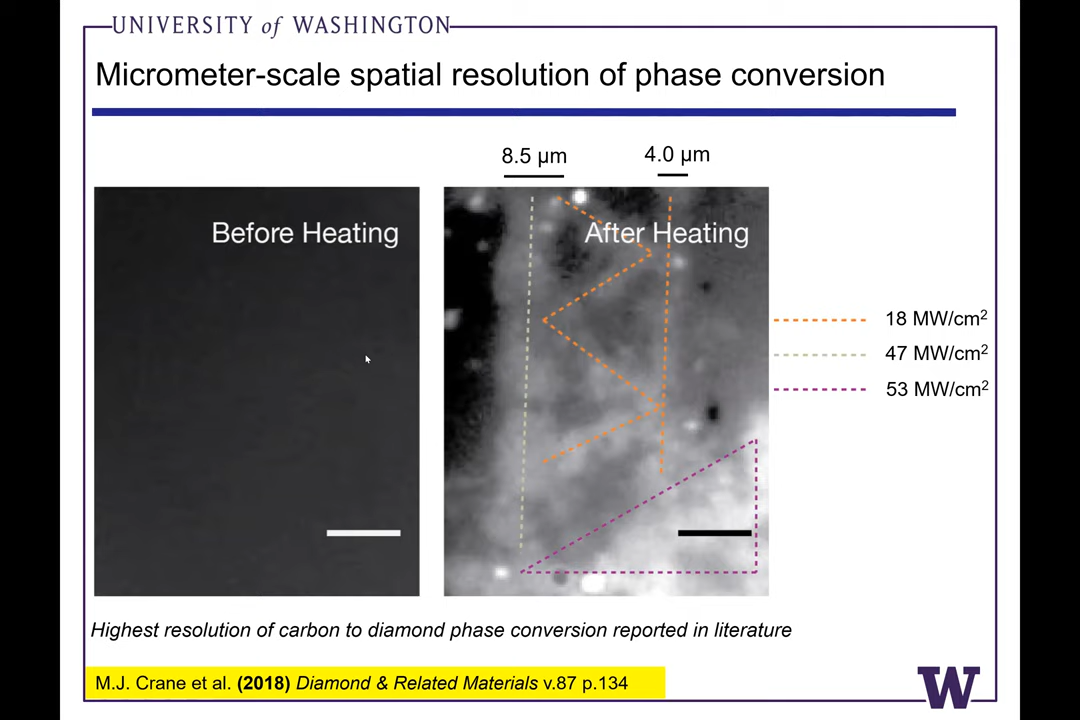 UNIVERSITY of WASHINGTON
Micrometer-scale spatial resolution of phase conversion
8.5 µm
4.0 µm
Before Heating
After Heating
18 MW/cm²
47 MW/cm²
53 MW/cm²
Highest resolution of carbon to diamond phase conversion reported in literature
M.J. Crane et al. (2018) Diamond & Related Materials v.87 p.134
W